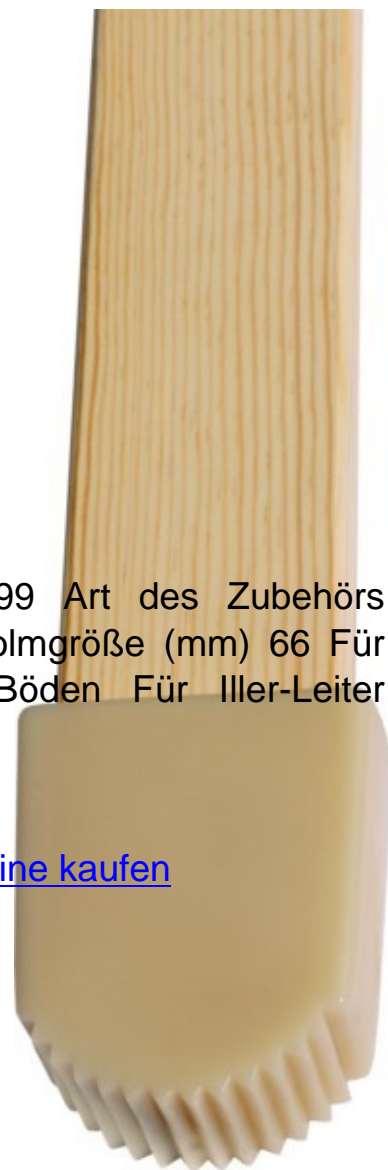 99 Art des Zubehörs
olmgröße (mm) 66 Für
Böden Für Iller-Leiter
ine kaufen